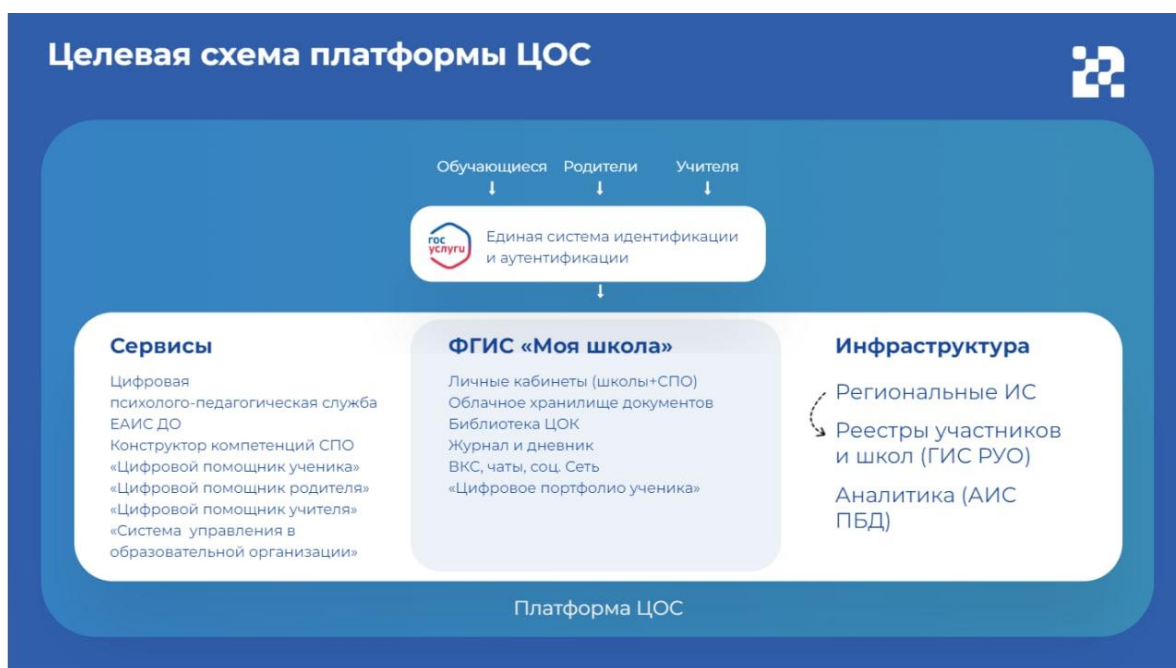 Целевая схема платформы ЦОС
Обучающиеся Родители Учителя
гос
услуги
Единая система идентификации
и аутентификации
Сервисы
Цифровая
психолого-педагогическая служба
ЕАИС ДО
Конструктор компетенций СПО
«Цифровой помощник ученика»
«Цифровой помощник родителя»
«Цифровой помощник учителя»
«Система управления в
образовательной организации»
ФГИС «Моя школа»
Личные кабинеты (школы+СПО)
Облачное хранилище документов
Библиотека ЦОК
Журнал и дневник
ВКС, чаты, соц. Сеть
«Цифровое портфолио ученика»
Инфраструктура
Региональные ИС
Реестры участников
и школ (ГИС РУО)
Аналитика (АИС
ПБД)
Платформа ЦОС